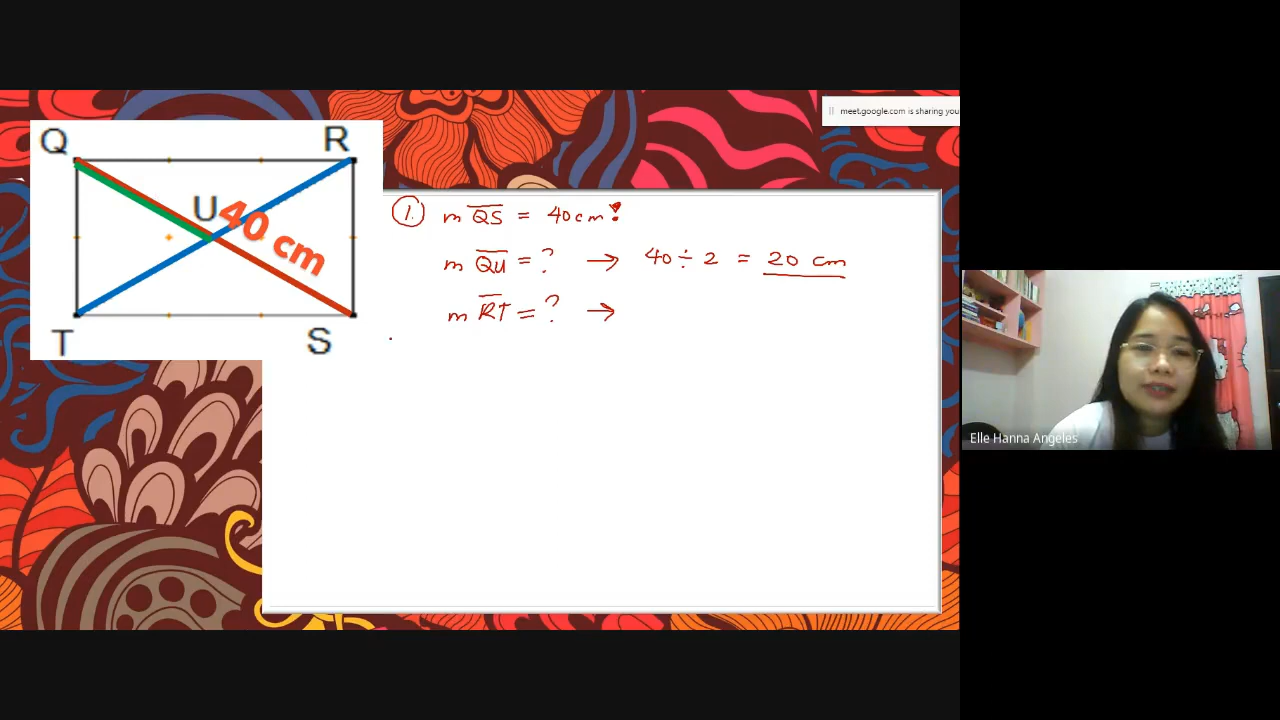 meet.google.com is sharing you
Q
R
U
40 cm
T
S
1. m QS = 40 cm!
m QU = ? → 40 ÷ 2 = 20 cm
m RT = ? →
Elle Hanna Angeles